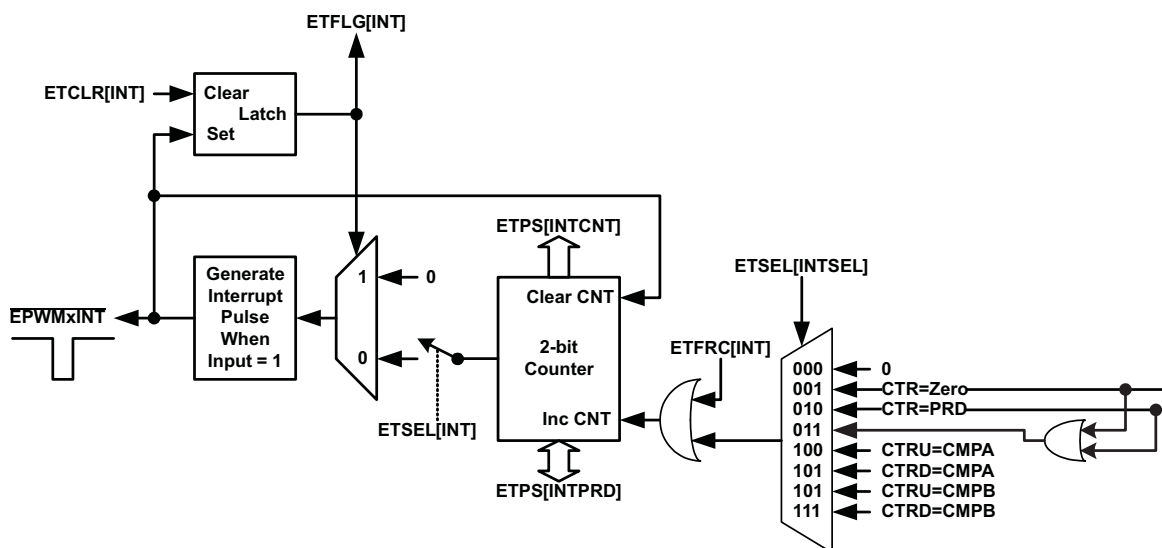 ETFLG[INT]
ETCLR[INT]
Clear
Latch
Set
ETPS[INTCNT]
ETSEL[INTSEL]
Generate
Interrupt
Pulse
When
Input = 1
1
0
0
EPWMxINT
Clear CNT
2-bit
Counter
Inc CNT
ETSEL[INT]
ETPS[INTPRD]
ETFRC[INT]
000 0
001 CTR=Zero
010 CTR=PRD
011
100 CTRU=CMPA
101 CTRD=CMPA
101 CTRU=CMPB
111 CTRD=CMPB